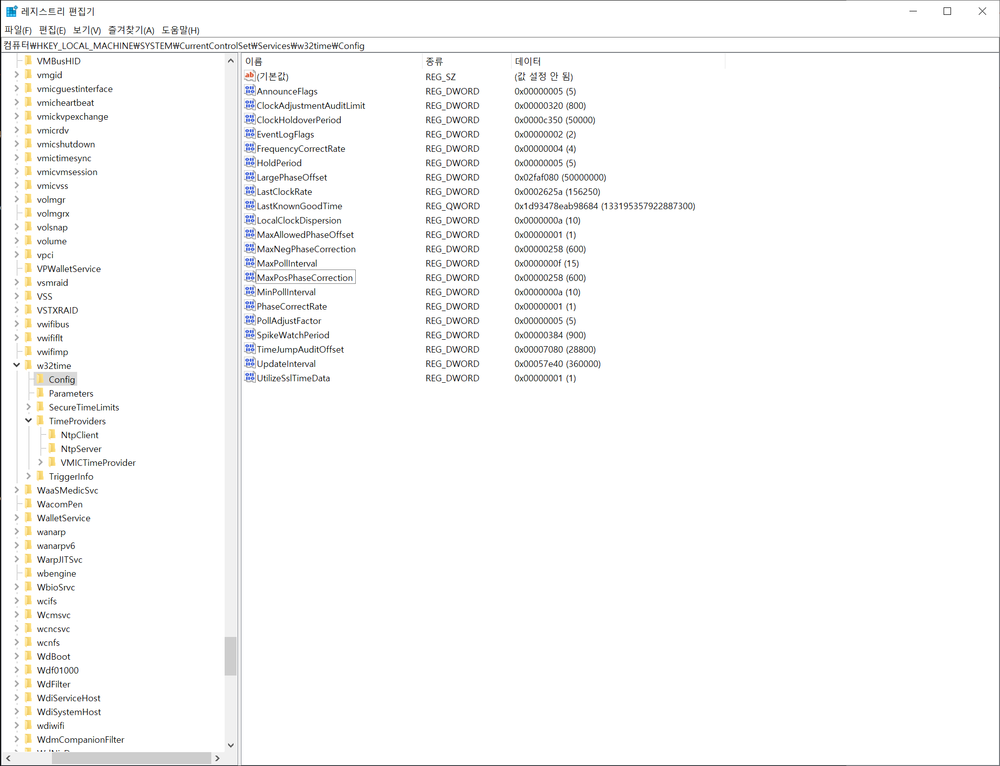 레지스트리 편집기
파일(F) 편집(E) 보기(V) 즐겨찾기(A) 도움말(H)
컴퓨터₩HKEY_LOCAL_MACHINE₩SYSTEM₩CurrentControlSet₩Services₩w32time₩Config
VMBusHID
vmgid
vmicguestinterface
vmicheartbeat
vmickvpexchange
vmicrdv
vmicshutdown
vmictimesync
vmicvmsession
vmicvss
volmgr
volmgrx
volsnap
volume
vpci
VPWalletService
vsmraid
VSS
VSTXRAID
vwifibus
vwififlt
vwifimp
w32time
Config
Parameters
SecureTimeLimits
TimeProviders
NtpClient
NtpServer
VMICTimeProvider
TriggerInfo
WaaSMedicSvc
WacomPen
WalletService
wanarp
wanarpv6
WarpJITSvc
wbengine
WbioSrvc
wcifs
Wcmsvc
wcncsvc
wcnfs
WdBoot
Wdf01000
WdFilter
WdiServiceHost
WdiSystemHost
wdiwifi
WdmCompanionFilter
이름 종류 데이터
(기본값) REG_SZ (값 설정 안 됨)
AnnounceFlags REG_DWORD 0x00000005 (5)
ClockAdjustmentAuditLimit REG_DWORD 0x00000320 (800)
ClockHoldoverPeriod REG_DWORD 0x0000c350 (50000)
EventLogFlags REG_DWORD 0x00000002 (2)
FrequencyCorrectRate REG_DWORD 0x00000004 (4)
HoldPeriod REG_DWORD 0x00000005 (5)
LargePhaseOffset REG_DWORD 0x02faf080 (50000000)
LastClockRate REG_DWORD 0x0002625a (156250)
LastKnownGoodTime REG_QWORD 0x1d93478eab98684 (133195357922887300)
LocalClockDispersion REG_DWORD 0x0000000a (10)
MaxAllowedPhaseOffset REG_DWORD 0x00000001 (1)
MaxNegPhaseCorrection REG_DWORD 0x00000258 (600)
MaxPollInterval REG_DWORD 0x0000000f (15)
MaxPosPhaseCorrection REG_DWORD 0x00000258 (600)
MinPollInterval REG_DWORD 0x0000000a (10)
PhaseCorrectRate REG_DWORD 0x00000001 (1)
PollAdjustFactor REG_DWORD 0x00000005 (5)
SpikeWatchPeriod REG_DWORD 0x00000384 (900)
TimeJumpAuditOffset REG_DWORD 0x00007080 (28800)
UpdateInterval REG_DWORD 0x00057e40 (360000)
UtilizeSslTimeData REG_DWORD 0x00000001 (1)